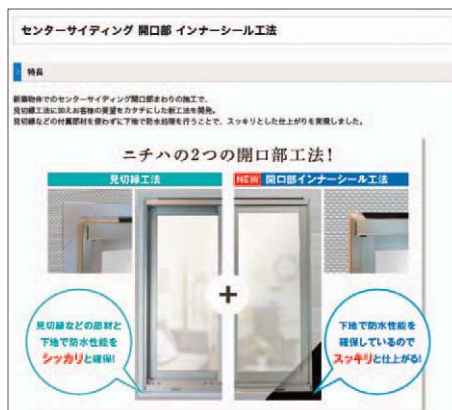 センターサイディング 開口部 インナーシール工法
特長
新築物件でのセンターサイディング開口部まわりの施工で、
見切縁工法に加えお客様の要望をカタチにした新工法を開発。
見切縁などの付属部材を使わずに下地で防水処理を行うことで、スッキリとした仕上がりを実現しました。
ニチハの2つの開口部工法!
見切縁工法
NEW 開口部インナーシール工法
+
見切縁などの部材と
下地で防水性能を
シッカリと確保!
下地で防水性能を
確保しているので
スッキリと仕上がる!